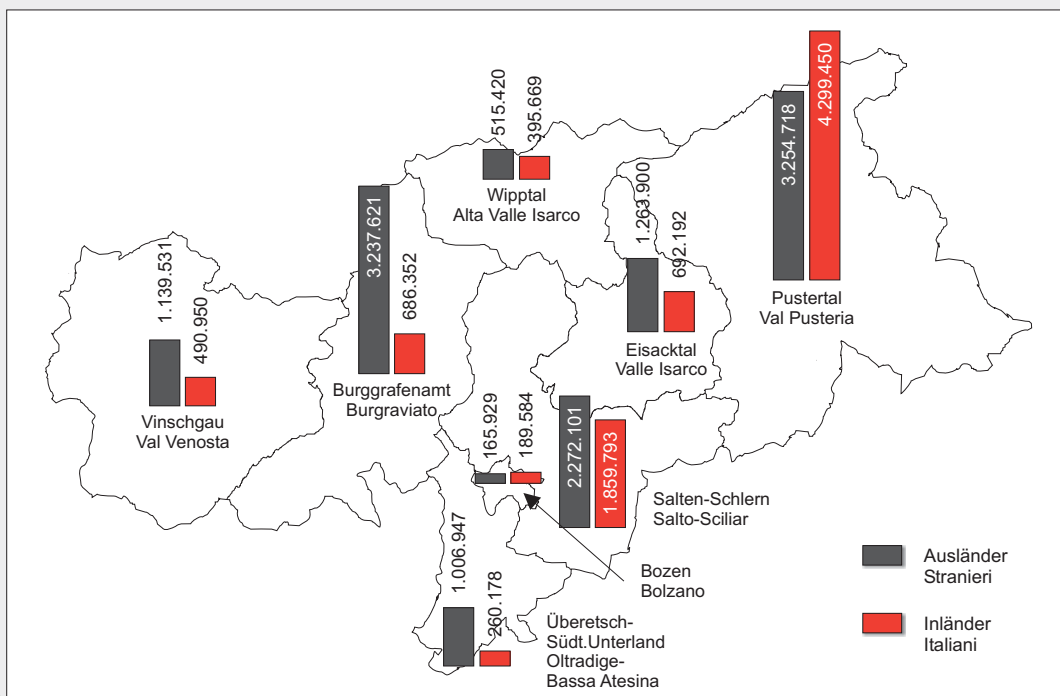 515.420
395.669
Wipptal
Alta Valle Isarco
3.254.718
4.299.450
Pustertal
Val Pusteria
3.237.621
686.352
Burggrafenamt
Burgraviato
1.263.900
692.192
Eisacktal
Valle Isarco
1.139.531
490.950
Vinschgau
Val Venosta
165.929
189.584
Bozen
Bolzano
2.272.101
1.859.793
Salten-Schlern
Salto-Sciliar
1.006.947
260.178
Überetsch-
Südt.Unterland
Oltradige-
Bassa Atesina
Ausländer
Stranieri
Inländer
Italiani